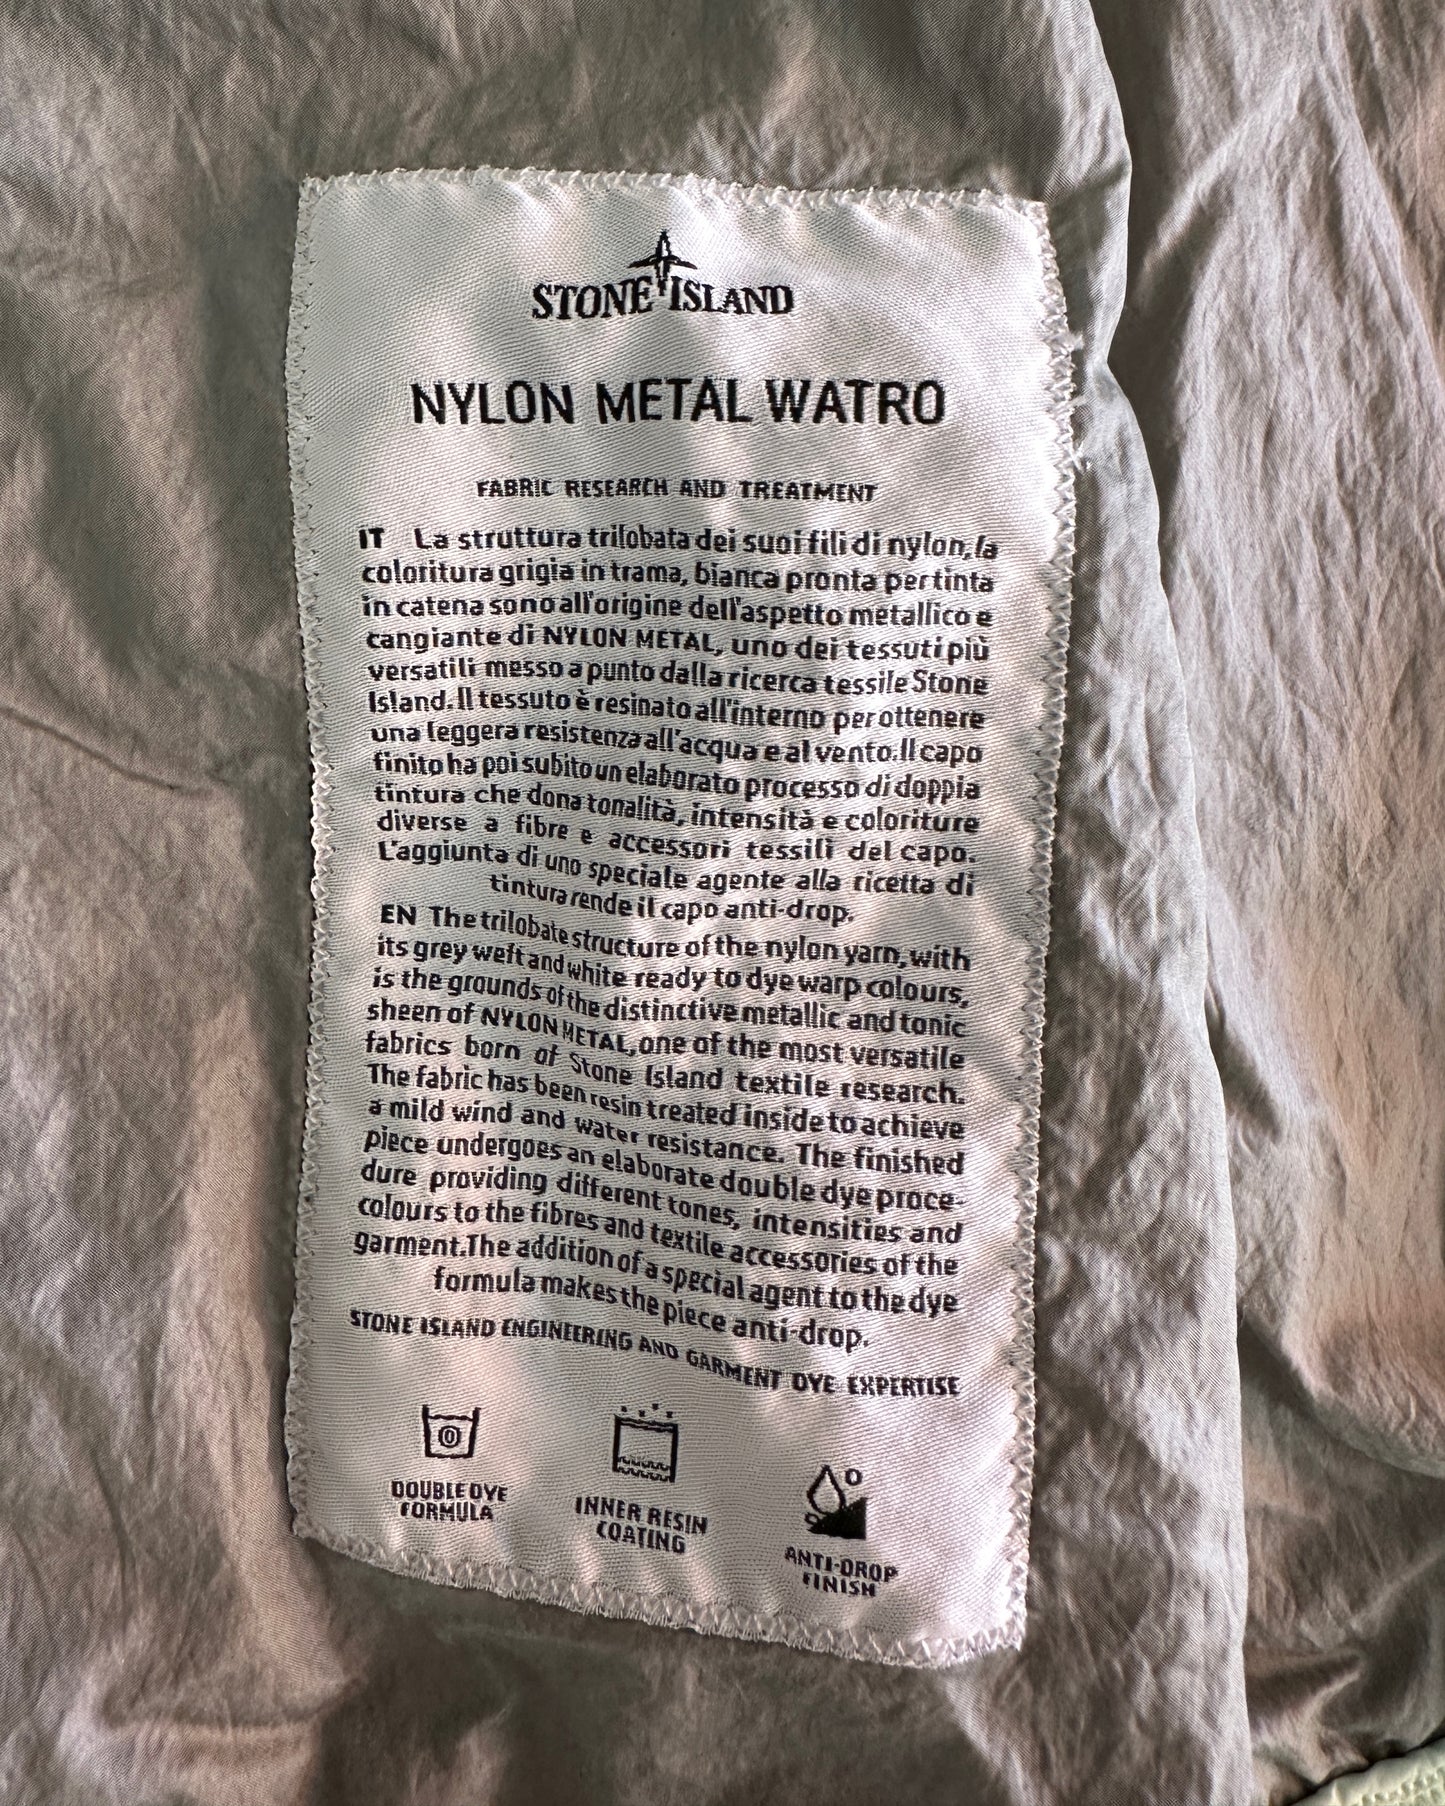 STONE ISLAND
NYLON METAL WATRO
FABRIC RESEARCH AND TREATMENT
IT La struttura trilobata dei suoi fili di nylon, la
coloritura grigia in trama, bianca pronta per tinta
in catena sono all'origine dell'aspetto metallico e
cangiante di NYLON METAL, uno dei tessuti più
versatili messo a punto dalla ricerca tessile Stone
Island. Il tessuto è resinato all'interno per ottenere
una leggera resistenza all'acqua e al vento. Il capo
finito ha poi subito un elaborato processo di doppia
tintura che dona tonalità, intensità e coloriture
diverse a fibre e accessori tessili del capo.
L'aggiunta di uno speciale agente alla ricetta di
tintura rende il capo anti-drop.
EN The trilobate structure of the nylon yarn, with
its grey weft and white ready to dye warp colours,
is the grounds of the distinctive metallic and tonic
sheen of NYLON METAL, one of the most versatile
fabrics born of Stone Island textile research.
The fabric has been resin treated inside to achieve
a mild wind and water resistance. The finished
piece undergoes an elaborate double dye proce-
dure providing different tones, intensities and
colours to the fibres and textile accessories of the
garment. The addition of a special agent to the dye
formula makes the piece anti-drop.
STONE ISLAND ENGINEERING AND GARMENT DYE EXPERTISE
DOUBLE DYE
FORMULA
INNER RESIN
COATING
ANTI-DROP
FINISH